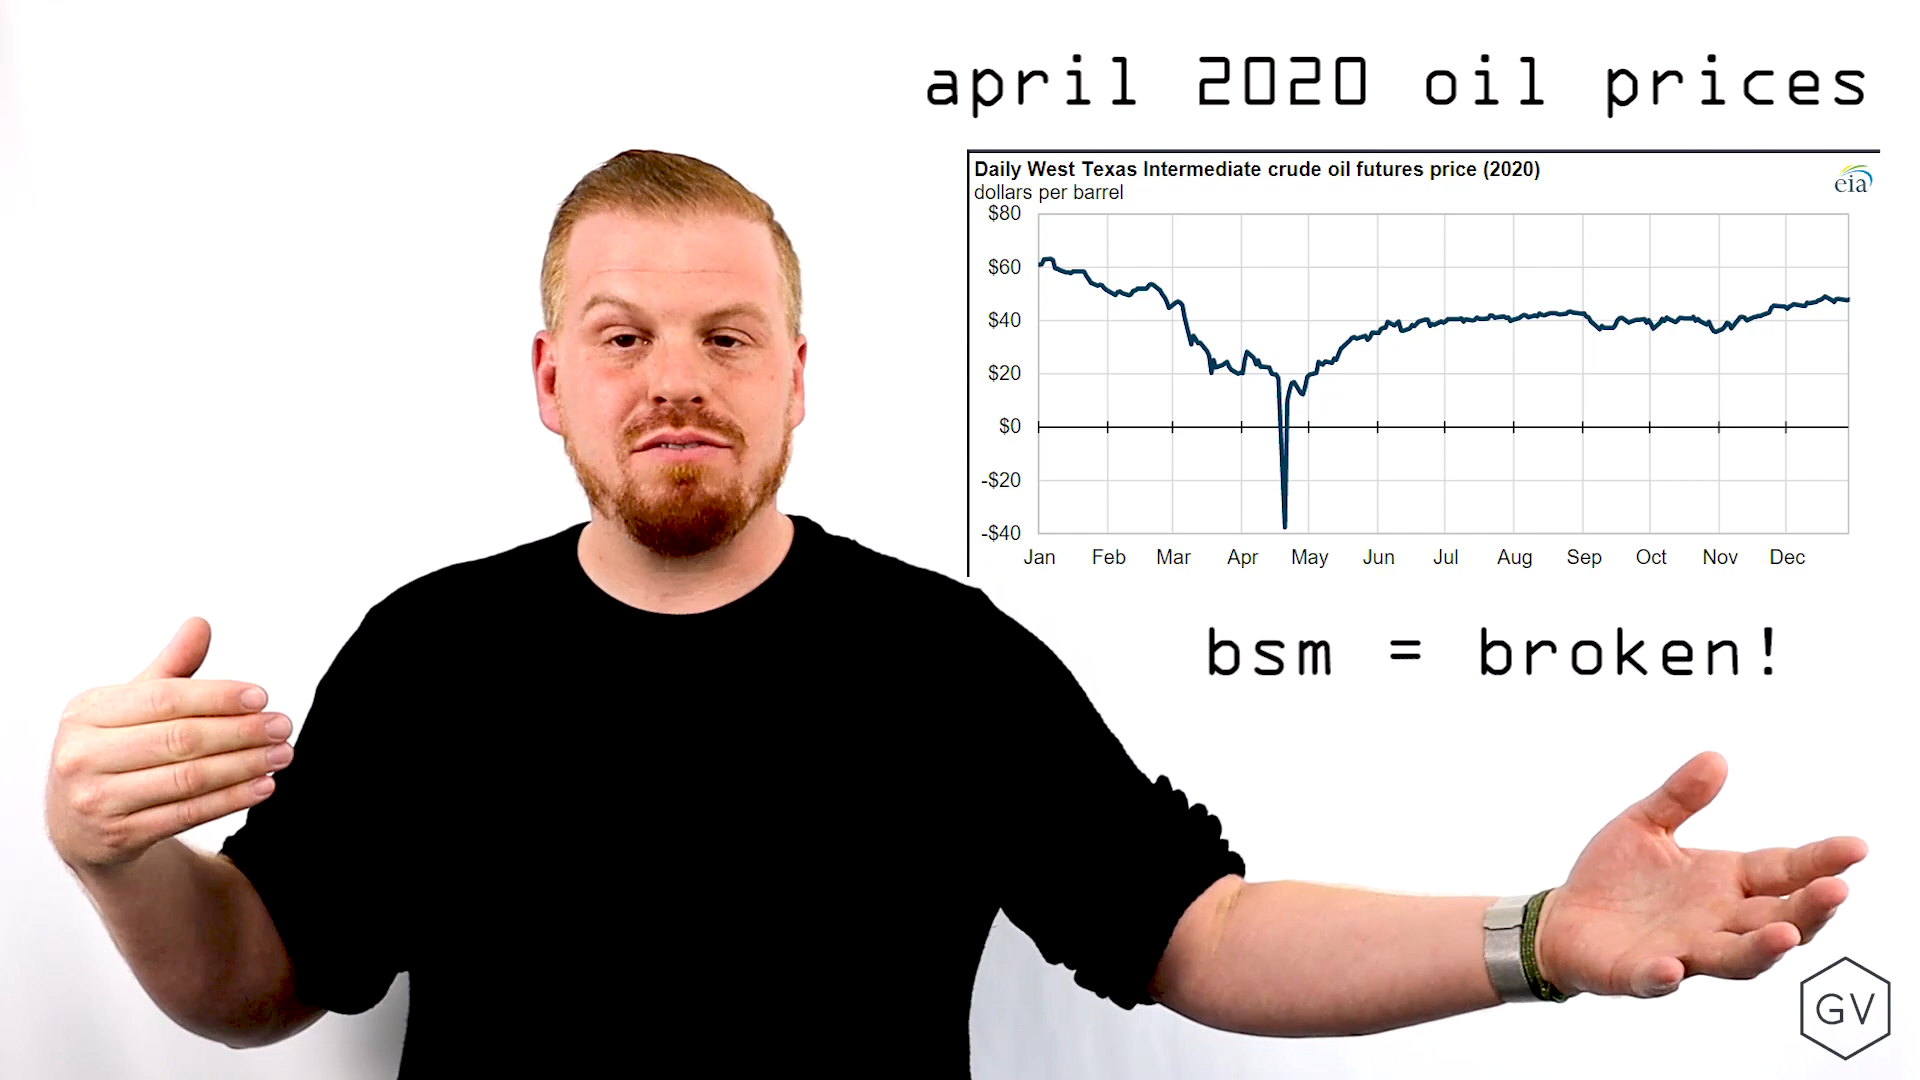 april 2020 oil prices
Daily West Texas Intermediate crude oil futures price (2020)
dollars per barrel
eia
$80
$60
$40
$20
$0
-$20
-$40
Jan Feb Mar Apr May Jun Jul Aug Sep Oct Nov Dec
bsm = broken!
GV